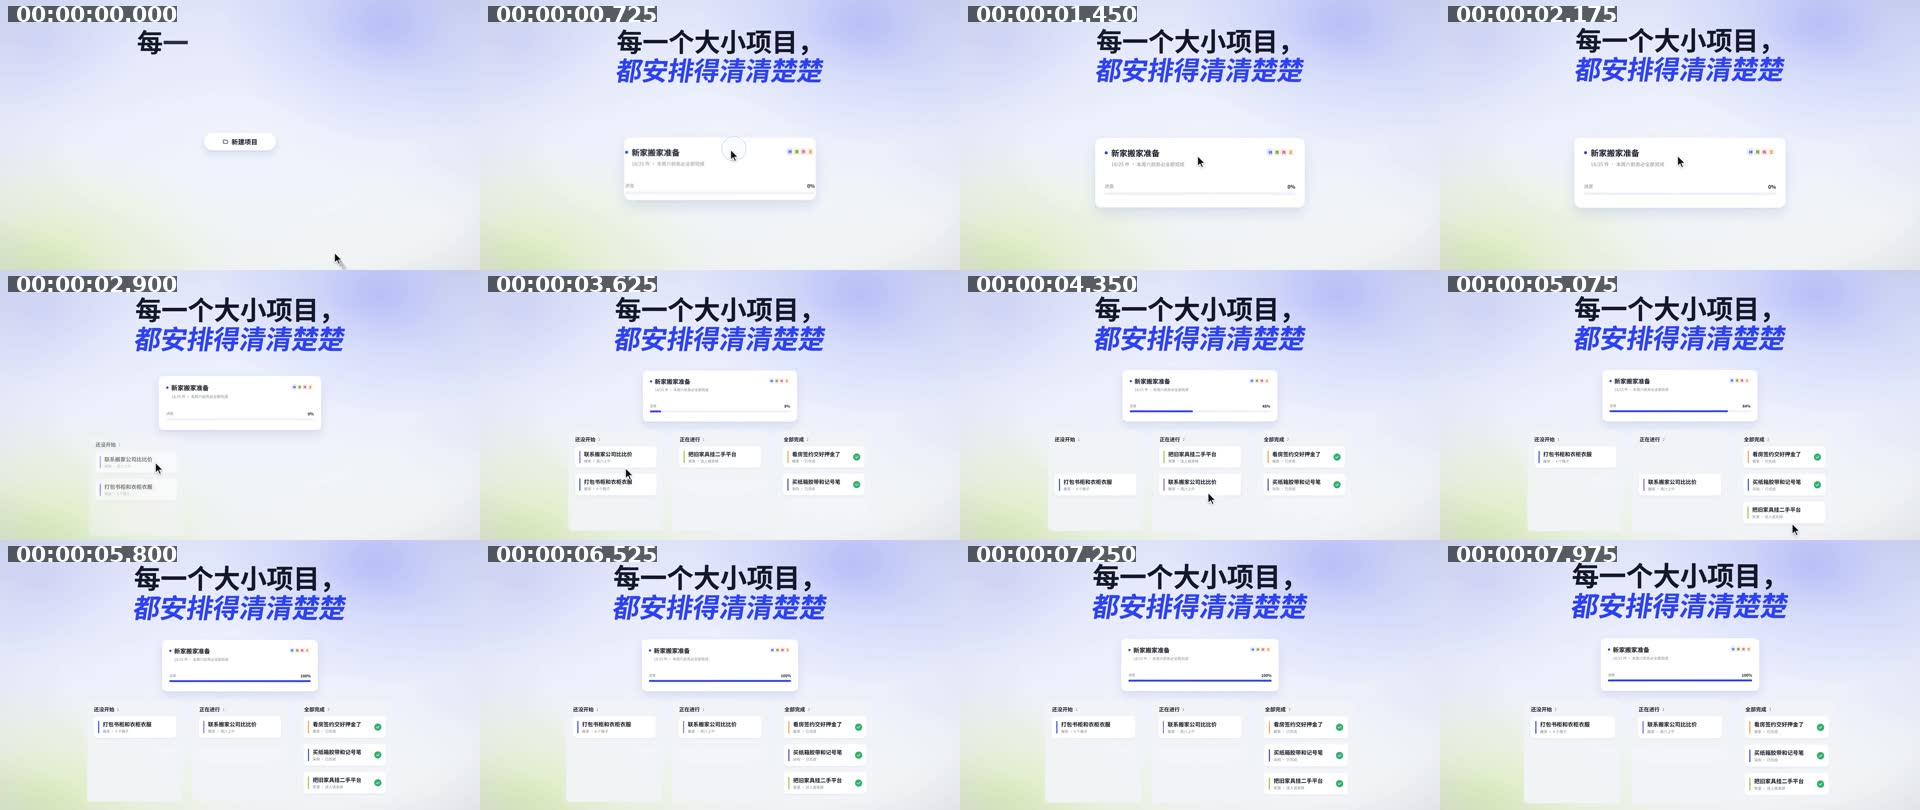 00:00:00.000
每一
新建项目
00:00:00.725
每一个大小项目，
都安排得清清楚楚
新家搬家准备
进度
0%
00:00:01.450
每一个大小项目，
都安排得清清楚楚
新家搬家准备
进度
0%
00:00:02.175
每一个大小项目，
都安排得清清楚楚
新家搬家准备
进度
0%
00:00:02.900
每一个大小项目，
都安排得清清楚楚
新家搬家准备
进度
0%
还没开始
联系搬家公司比比价
打包书柜和衣柜衣服
00:00:03.625
每一个大小项目，
都安排得清清楚楚
新家搬家准备
还没开始
正在进行
全部完成
联系搬家公司比比价
把旧家具挂二手平台
看房签约交好押金了
打包书柜和衣柜衣服
买纸箱胶带和记号笔
00:00:04.350
每一个大小项目，
都安排得清清楚楚
新家搬家准备
还没开始
正在进行
全部完成
把旧家具挂二手平台
看房签约交好押金了
打包书柜和衣柜衣服
联系搬家公司比比价
买纸箱胶带和记号笔
00:00:05.075
每一个大小项目，
都安排得清清楚楚
新家搬家准备
还没开始
正在进行
全部完成
打包书柜和衣柜衣服
看房签约交好押金了
联系搬家公司比比价
买纸箱胶带和记号笔
把旧家具挂二手平台
00:00:05.800
每一个大小项目，
都安排得清清楚楚
新家搬家准备
100%
还没开始
正在进行
全部完成
打包书柜和衣柜衣服
联系搬家公司比比价
看房签约交好押金了
买纸箱胶带和记号笔
把旧家具挂二手平台
00:00:06.525
每一个大小项目，
都安排得清清楚楚
新家搬家准备
100%
还没开始
正在进行
全部完成
打包书柜和衣柜衣服
联系搬家公司比比价
看房签约交好押金了
买纸箱胶带和记号笔
把旧家具挂二手平台
00:00:07.250
每一个大小项目，
都安排得清清楚楚
新家搬家准备
100%
还没开始
正在进行
全部完成
打包书柜和衣柜衣服
联系搬家公司比比价
看房签约交好押金了
买纸箱胶带和记号笔
把旧家具挂二手平台
00:00:07.975
每一个大小项目，
都安排得清清楚楚
新家搬家准备
100%
还没开始
正在进行
全部完成
打包书柜和衣柜衣服
联系搬家公司比比价
看房签约交好押金了
买纸箱胶带和记号笔
把旧家具挂二手平台